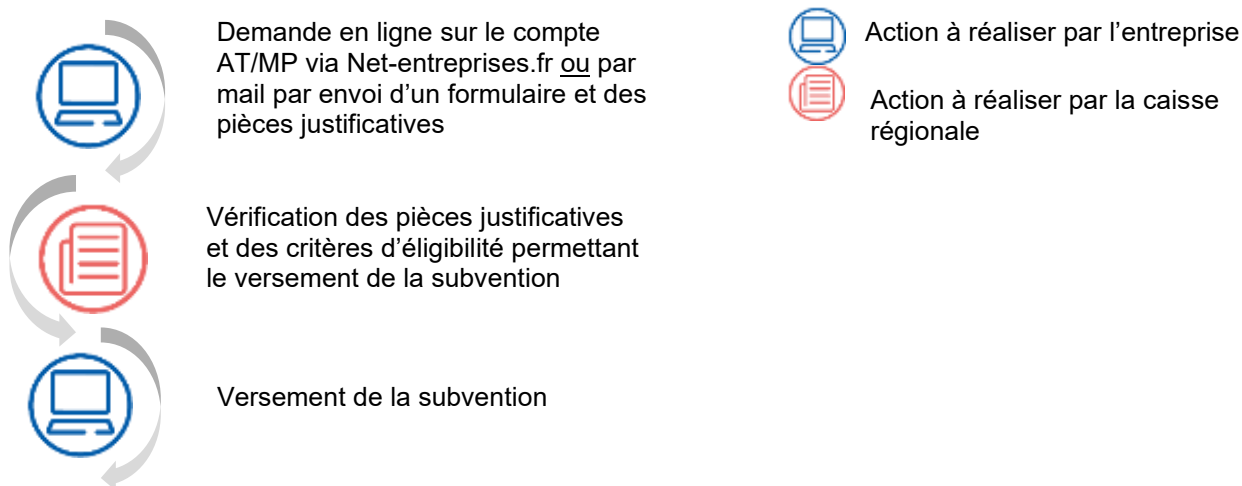 Demande en ligne sur le compte
AT/MP via Net-entreprises.fr ou par
mail par envoi d'un formulaire et des
pièces justificatives
Action à réaliser par l'entreprise
Action à réaliser par la caisse
régionale
Vérification des pièces justificatives
et des critères d'éligibilité permettant
le versement de la subvention
Versement de la subvention